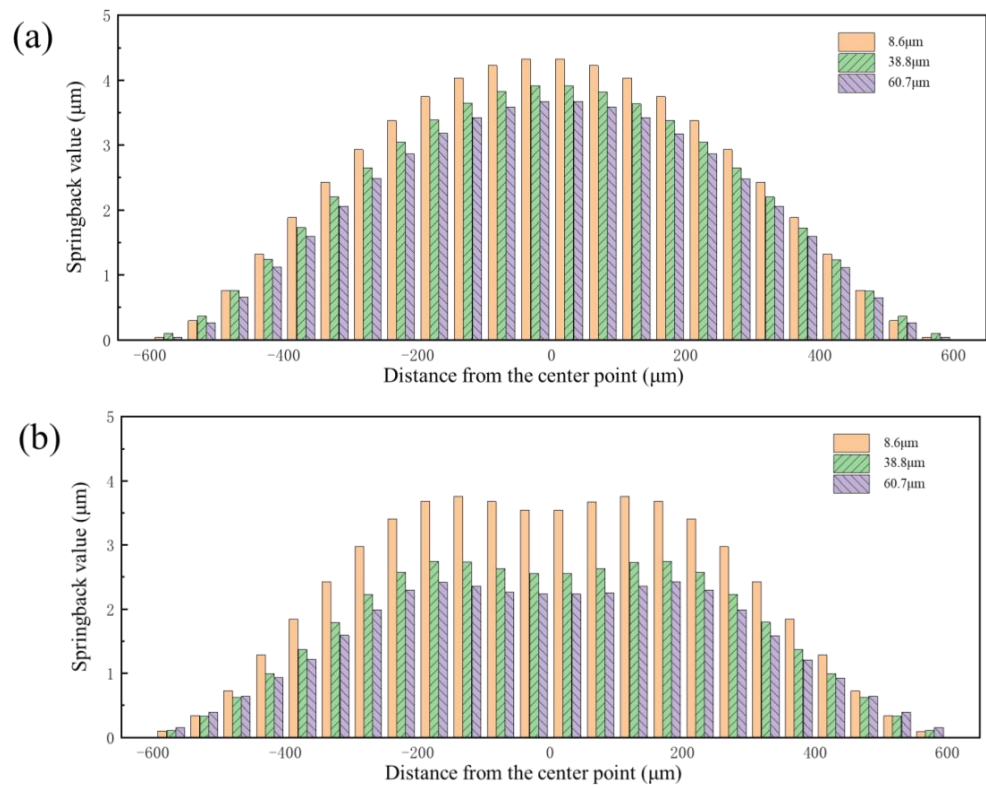 (a)
5
4
3
2
1
0
Springback value (μm)
8.6μm
38.8μm
60.7μm
-600 -400 -200 0 200 400 600
Distance from the center point (μm)
(b)
5
4
3
2
1
0
Springback value (μm)
8.6μm
38.8μm
60.7μm
-600 -400 -200 0 200 400 600
Distance from the center point (μm)